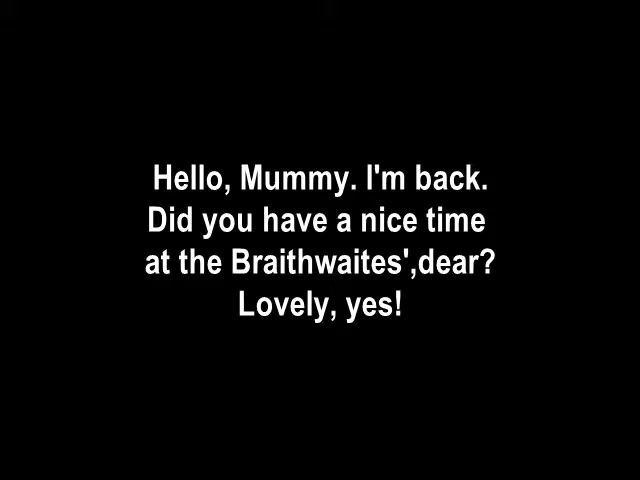 Hello, Mummy. I'm back.
Did you have a nice time
at the Braithwaites',dear?
Lovely, yes!